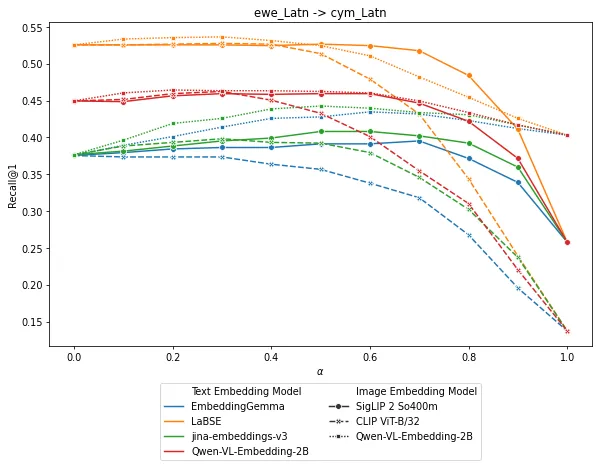 ewe_Latn -> cym_Latn
Recall@1
0.55
0.50
0.45
0.40
0.35
0.30
0.25
0.20
0.15
0.0 0.2 0.4 0.6 0.8 1.0
α
Text Embedding Model
EmbeddingGemma
LaBSE
jina-embeddings-v3
Qwen-VL-Embedding-2B
Image Embedding Model
SigLIP 2 So400m
CLIP ViT-B/32
Qwen-VL-Embedding-2B